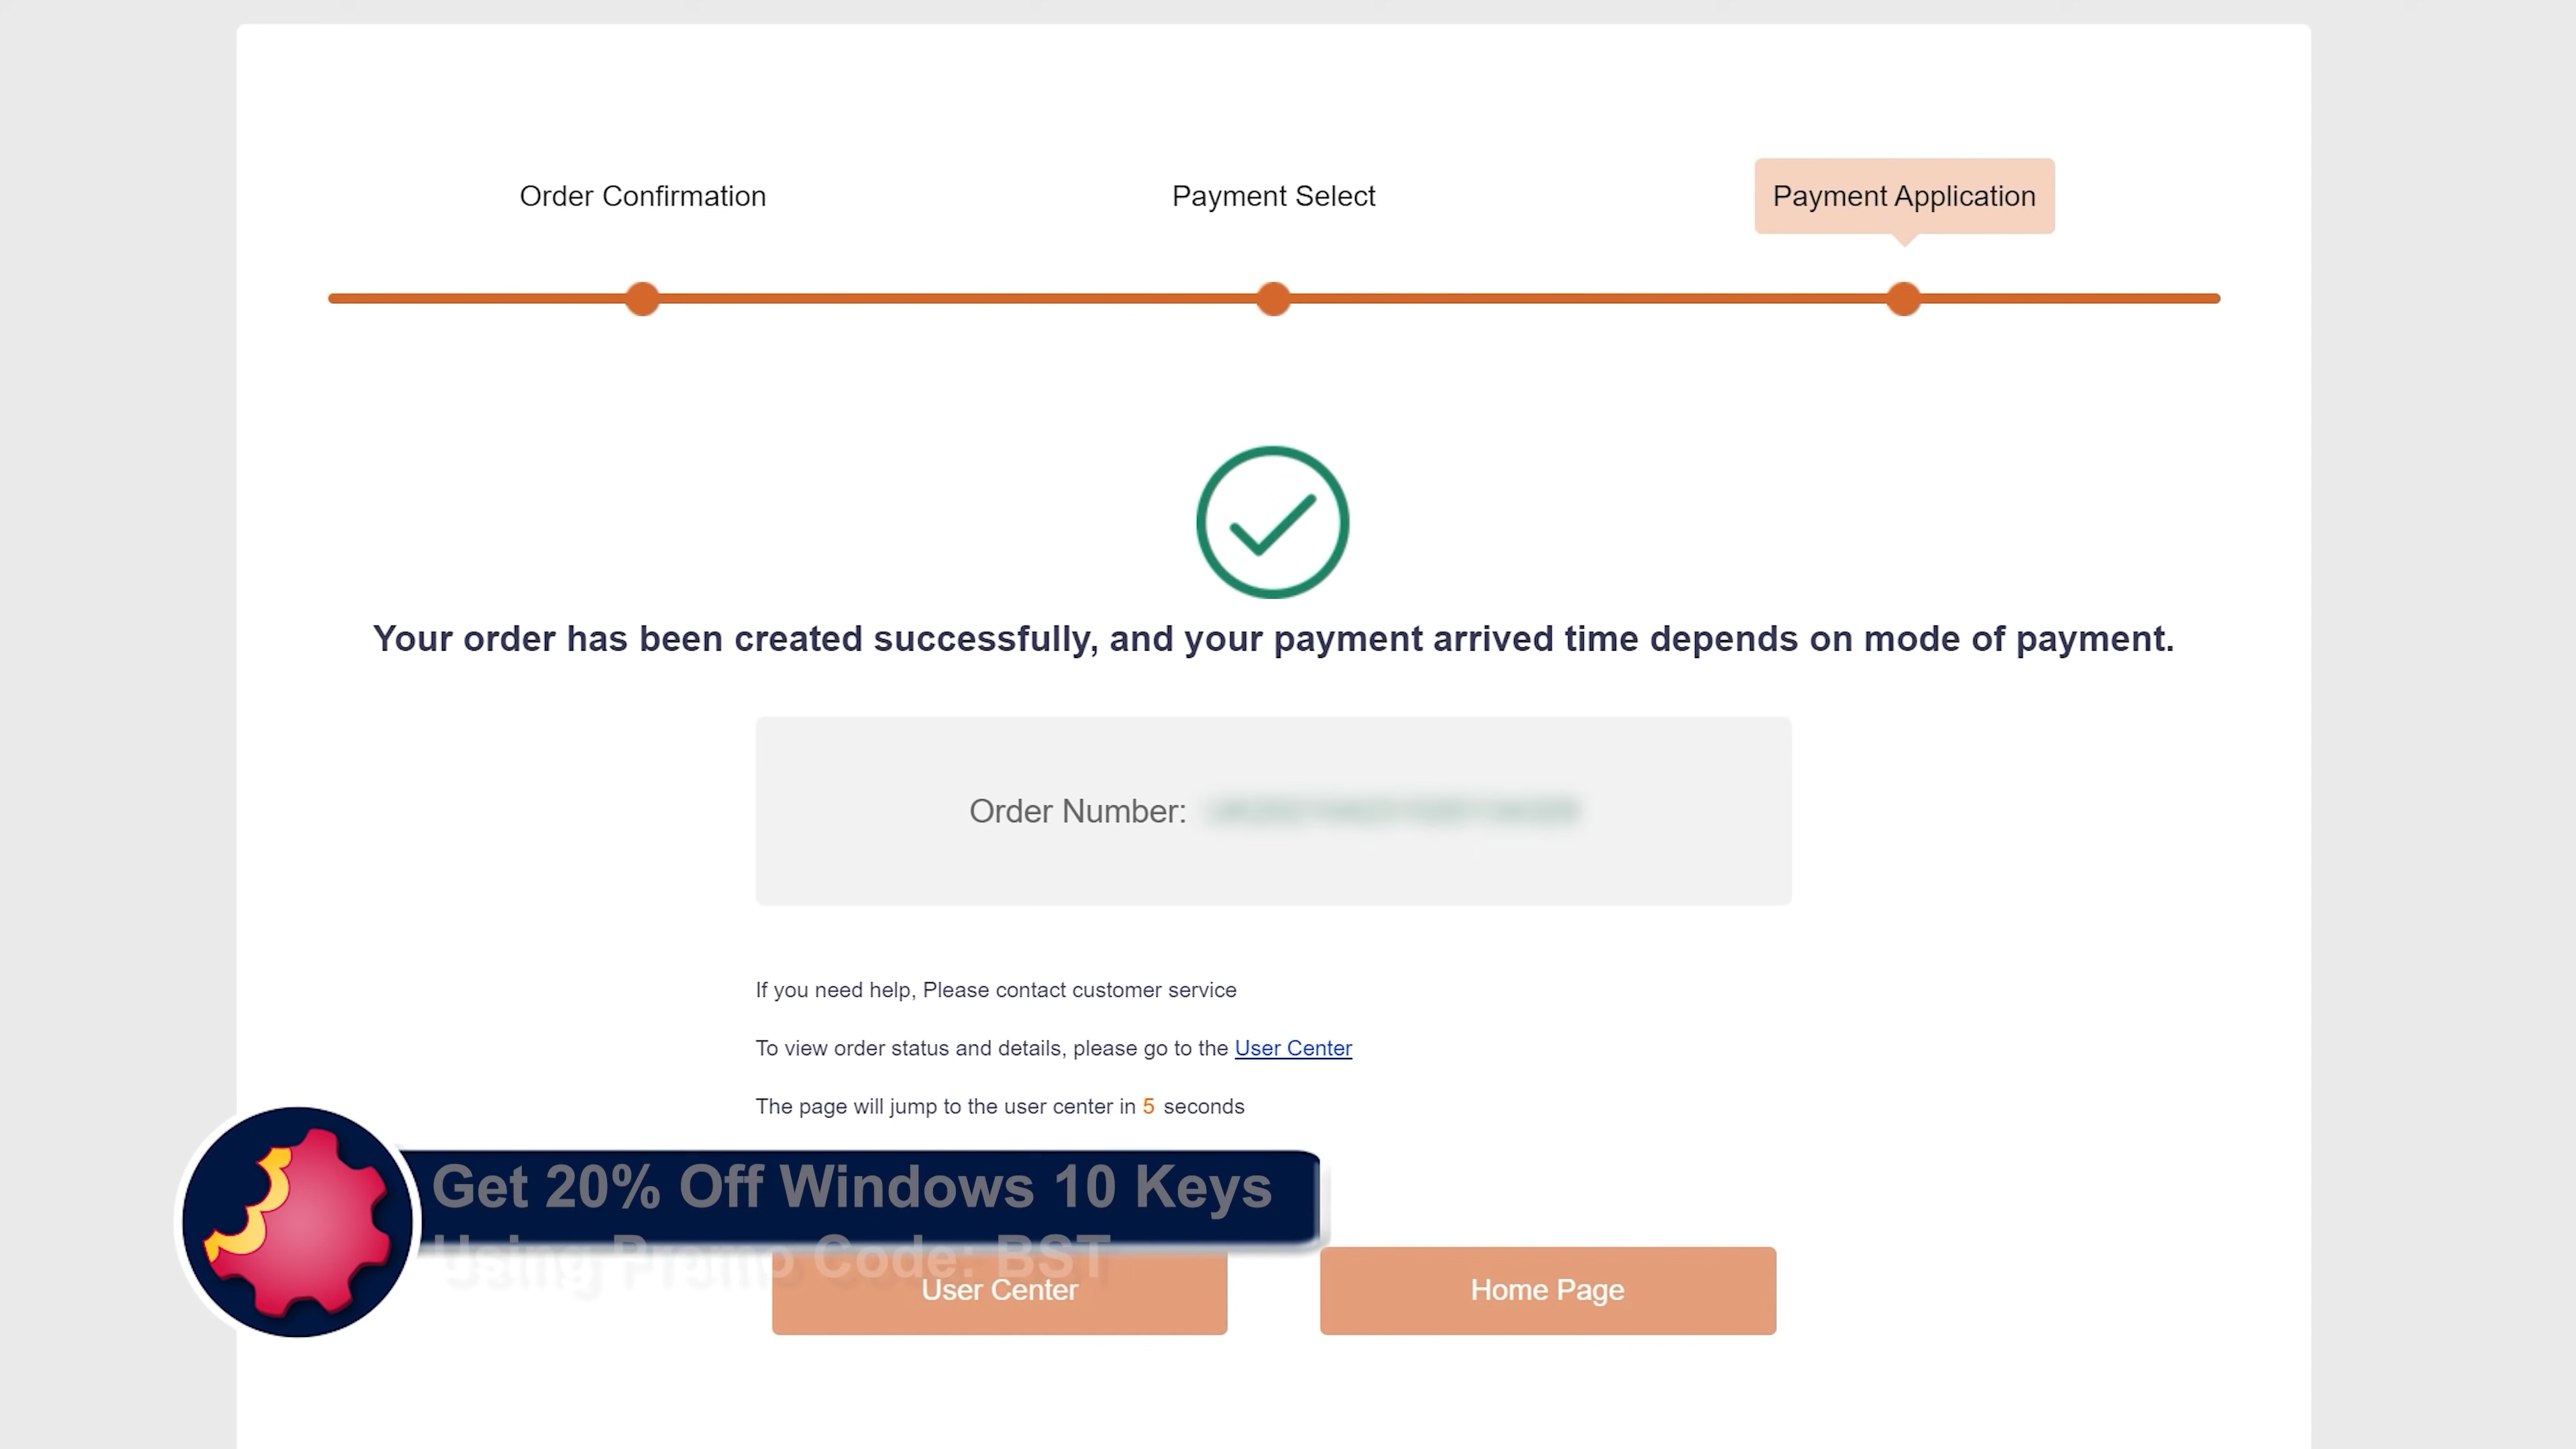 Order Confirmation
Payment Select
Payment Application
Your order has been created successfully, and your payment arrived time depends on mode of payment.
Order Number:
If you need help, Please contact customer service
To view order status and details, please go to the User Center
The page will jump to the user center in 5 seconds
Get 20% Off Windows 10 Keys
Using Promo Code: BST
User Center
Home Page